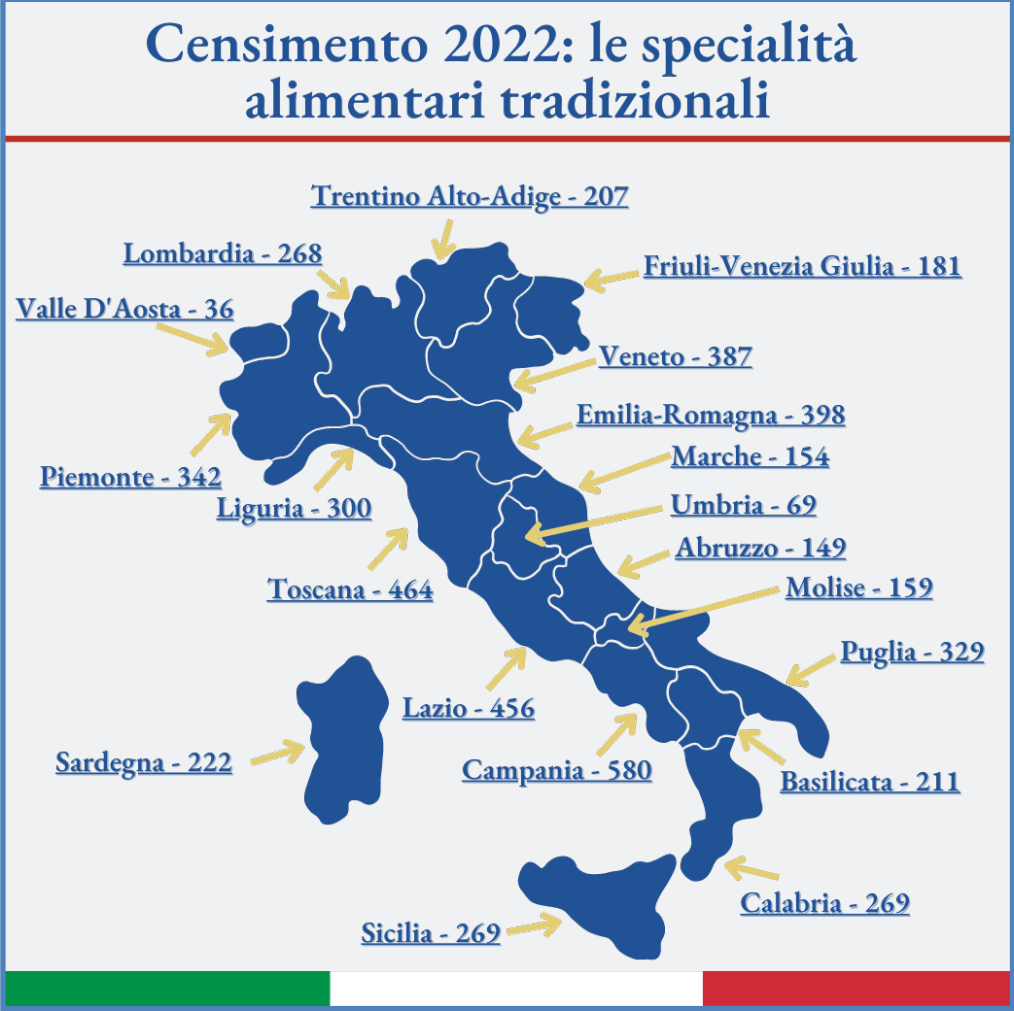 Censimento 2022: le specialità
alimentari tradizionali
Trentino Alto-Adige - 207
Lombardia - 268
Friuli-Venezia Giulia - 181
Valle D'Aosta - 36
Veneto - 387
Emilia-Romagna - 398
Marche - 154
Piemonte - 342
Liguria - 300
Umbria - 69
Abruzzo - 149
Toscana - 464
Molise - 159
Puglia - 329
Lazio - 456
Sardegna - 222
Campania - 580
Basilicata - 211
Calabria - 269
Sicilia - 269